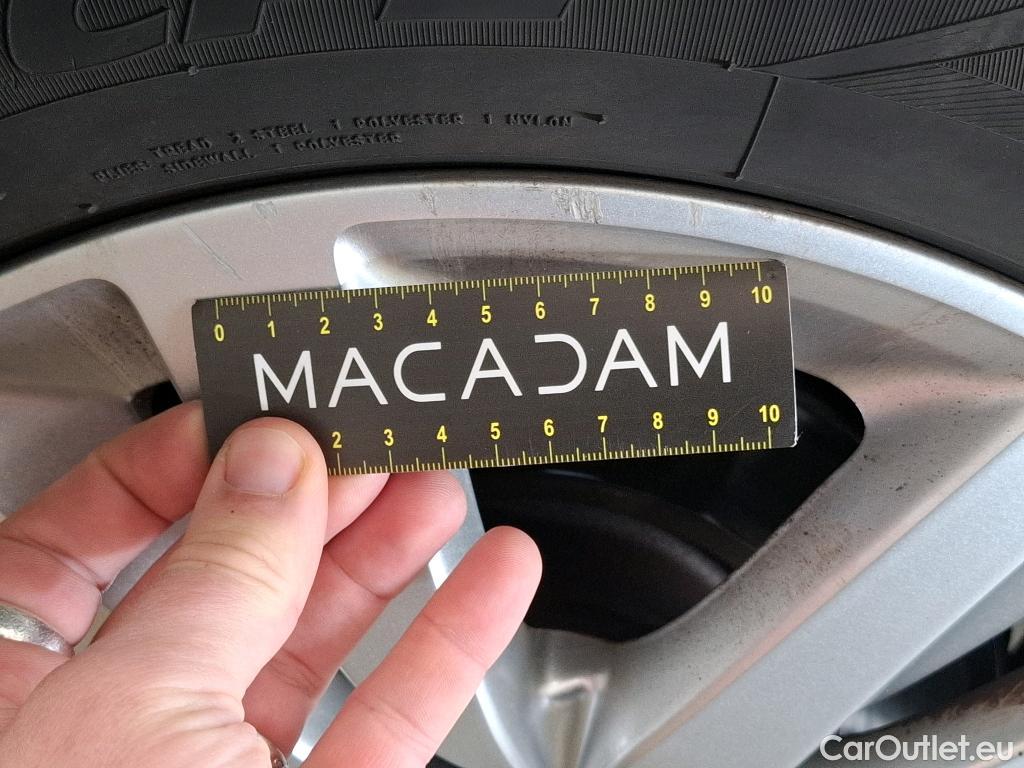 TREAD 2 STEEL 1 POLYESTER 1 NYLON
PLIES SIDEWALL 1 POLYESTER
0 1 2 3 4 5 6 7 8 9 10
MACADAM
2 3 4 5 6 7 8 9 10
CarOutlet.eu